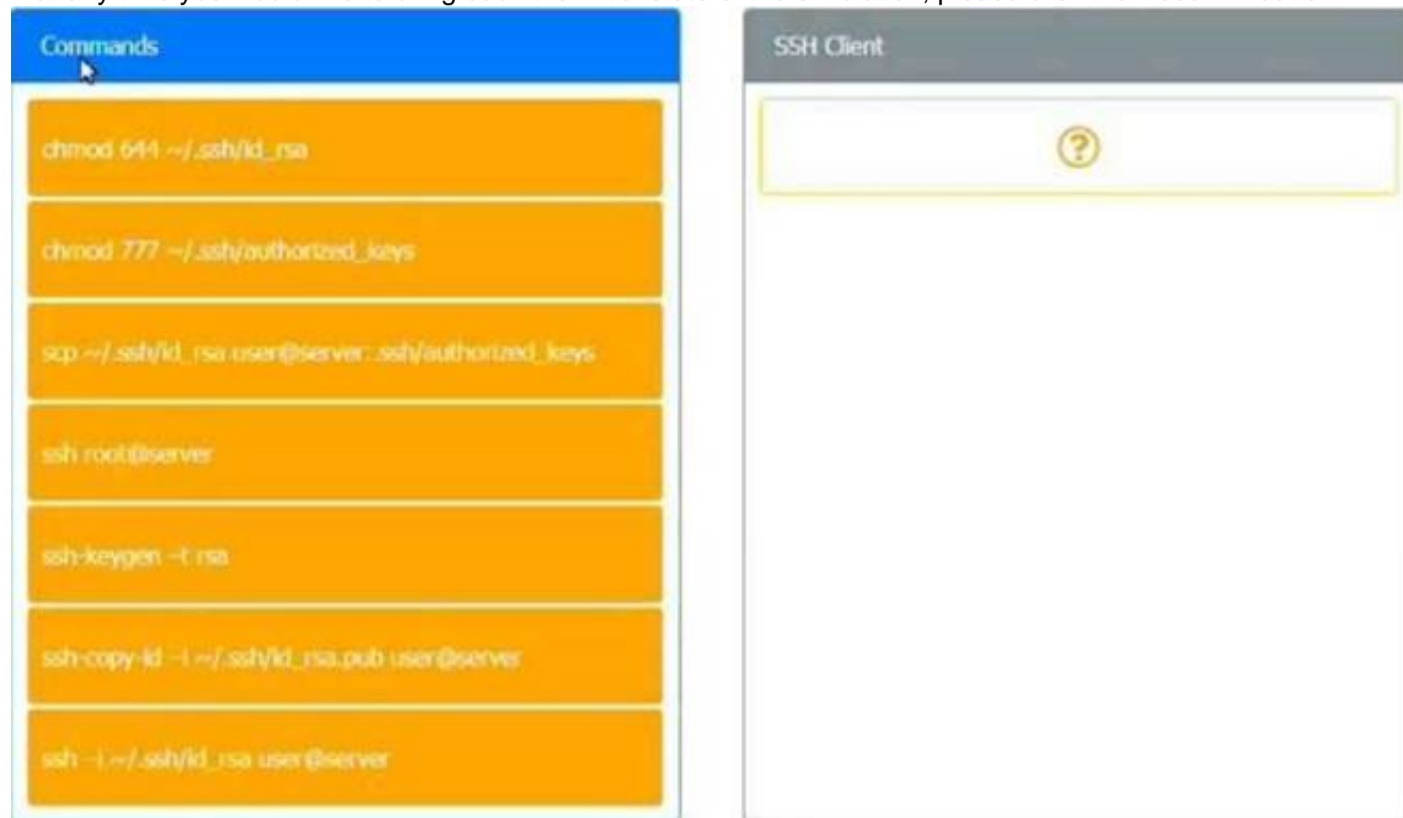 Commands
SSH Client
chmod 644 ~/.ssh/id_rsa
?
chmod 777 ~/.ssh/authorized_keys
scp ~/.ssh/id_rsa user@server: .ssh/authorized_keys
ssh root@server
ssh-keygen -t rsa
ssh-copy-id -i ~/.ssh/id_rsa.pub user@server
ssh -i ~/.ssh/id_rsa user@server